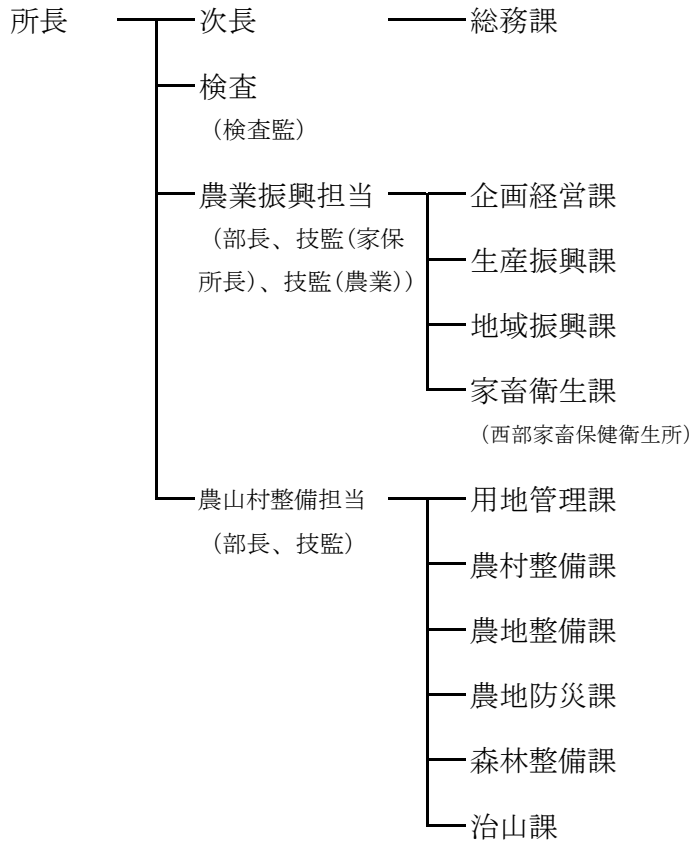 所長 次長 総務課
検査
(検査監)
農業振興担当 企画経営課
(部長、技監(家保
所長)、技監(農業))
生産振興課
地域振興課
家畜衛生課
(西部家畜保健衛生所)
農山村整備担当 用地管理課
(部長、技監)
農村整備課
農地整備課
農地防災課
森林整備課
治山課